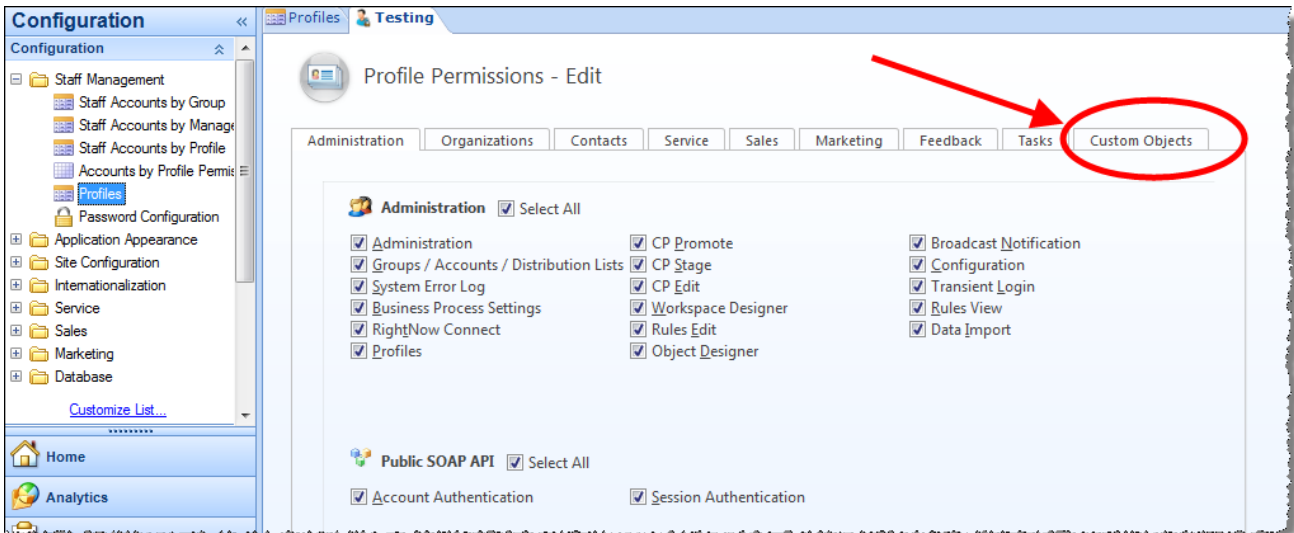 Configuration
Configuration
Staff Management
Staff Accounts by Group
Staff Accounts by Manage
Staff Accounts by Profile
Accounts by Profile Permis
Profiles
Password Configuration
Application Appearance
Site Configuration
Internationalization
Service
Sales
Marketing
Database
Customize List...
Home
Analytics
Profiles Testing
Profile Permissions - Edit
Administration Organizations Contacts Service Sales Marketing Feedback Tasks Custom Objects
Administration Select All
Administration CP Promote Broadcast Notification
Groups / Accounts / Distribution Lists CP Stage Configuration
System Error Log CP Edit Transient Login
Business Process Settings Workspace Designer Rules View
RightNow Connect Rules Edit Data Import
Profiles Object Designer
Public SOAP API Select All
Account Authentication Session Authentication